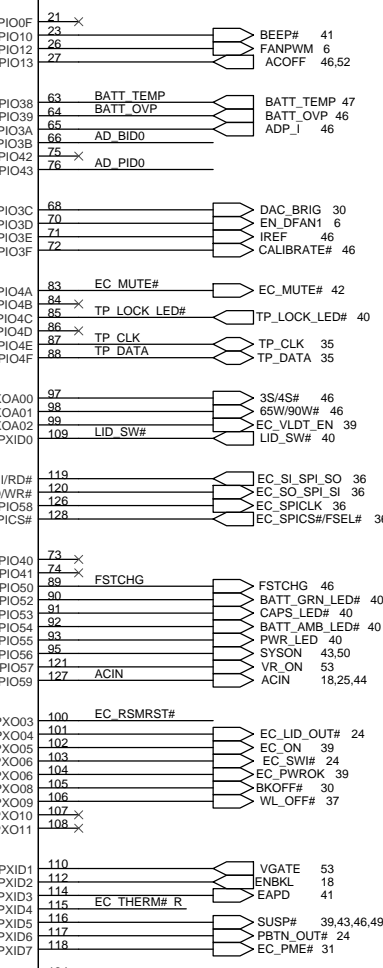 PIO0F 21
PIO10 23 BEEP# 41
PIO12 26 FANPWM 6
PIO13 27 ACOFF 46,52
PIO38 63 BATT_TEMP BATT_TEMP 47
PIO39 64 BATT_OVP BATT_OVP 46
PIO3A 65 ADP_I 46
PIO3B 66 AD_BID0
PIO42 75
PIO43 76 AD_PID0
PIO3C 68 DAC_BRIG 30
PIO3D 70 EN_DFAN1 6
PIO3E 71 IREF 46
PIO3F 72 CALIBRATE# 46
PIO4A 83 EC_MUTE# EC_MUTE# 42
PIO4B 84
PIO4C 85 TP_LOCK_LED# TP_LOCK_LED# 40
PIO4D 86
PIO4E 87 TP_CLK TP_CLK 35
PIO4F 88 TP_DATA TP_DATA 35
XOA00 97 3S/4S# 46
XOA01 98 65W/90W# 46
XOA02 99 EC_VLDT_EN 39
PXID0 109 LID_SW# LID_SW# 40
I/RD# 119 EC_SI_SPI_SO 36
/WR# 120 EC_SO_SPI_SI 36
PIO58 126 EC_SPICLK 36
PICS# 128 EC_SPICS#/FSEL# 36
PIO40 73
PIO41 74
PIO50 89 FSTCHG FSTCHG 46
PIO52 90 BATT_GRN_LED# 40
PIO53 91 CAPS_LED# 40
PIO54 92 BATT_AMB_LED# 40
PIO55 93 PWR_LED 40
PIO56 95 SYSON 43,50
PIO57 121 VR_ON 53
PIO59 127 ACIN ACIN 18,25,44
PXO03 100 EC_RSMRST#
PXO04 101 EC_LID_OUT# 24
PXO05 102 EC_ON 39
PXO06 103 EC_SWI# 24
PXO06 104 EC_PWROK 39
PXO08 105 BKOFF# 30
PXO09 106 WL_OFF# 37
PXO10 107
PXO11 108
PXID1 110 VGATE 53
PXID2 112 ENBKL 18
PXID3 114 EAPD 41
PXID4 115 EC_THERM#_R
PXID5 116 SUSP# 39,43,46,49
PXID6 117 PBTN_OUT# 24
PXID7 118 EC_PME# 31